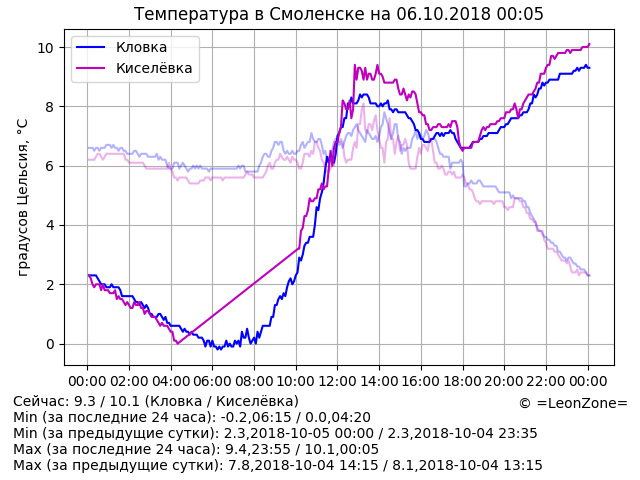 Температура в Смоленске на 06.10.2018 00:05
Кловка
Киселёвка
градусов Цельсия, °C
10
8
6
4
2
0
00:00 02:00 04:00 06:00 08:00 10:00 12:00 14:00 16:00 18:00 20:00 22:00 00:00
Сейчас: 9.3 / 10.1 (Кловка / Киселёвка)
© =LeonZone=
Min (за последние 24 часа): -0.2,06:15 / 0.0,04:20
Min (за предыдущие сутки): 2.3,2018-10-05 00:00 / 2.3,2018-10-04 23:35
Max (за последние 24 часа): 9.4,23:55 / 10.1,00:05
Max (за предыдущие сутки): 7.8,2018-10-04 14:15 / 8.1,2018-10-04 13:15